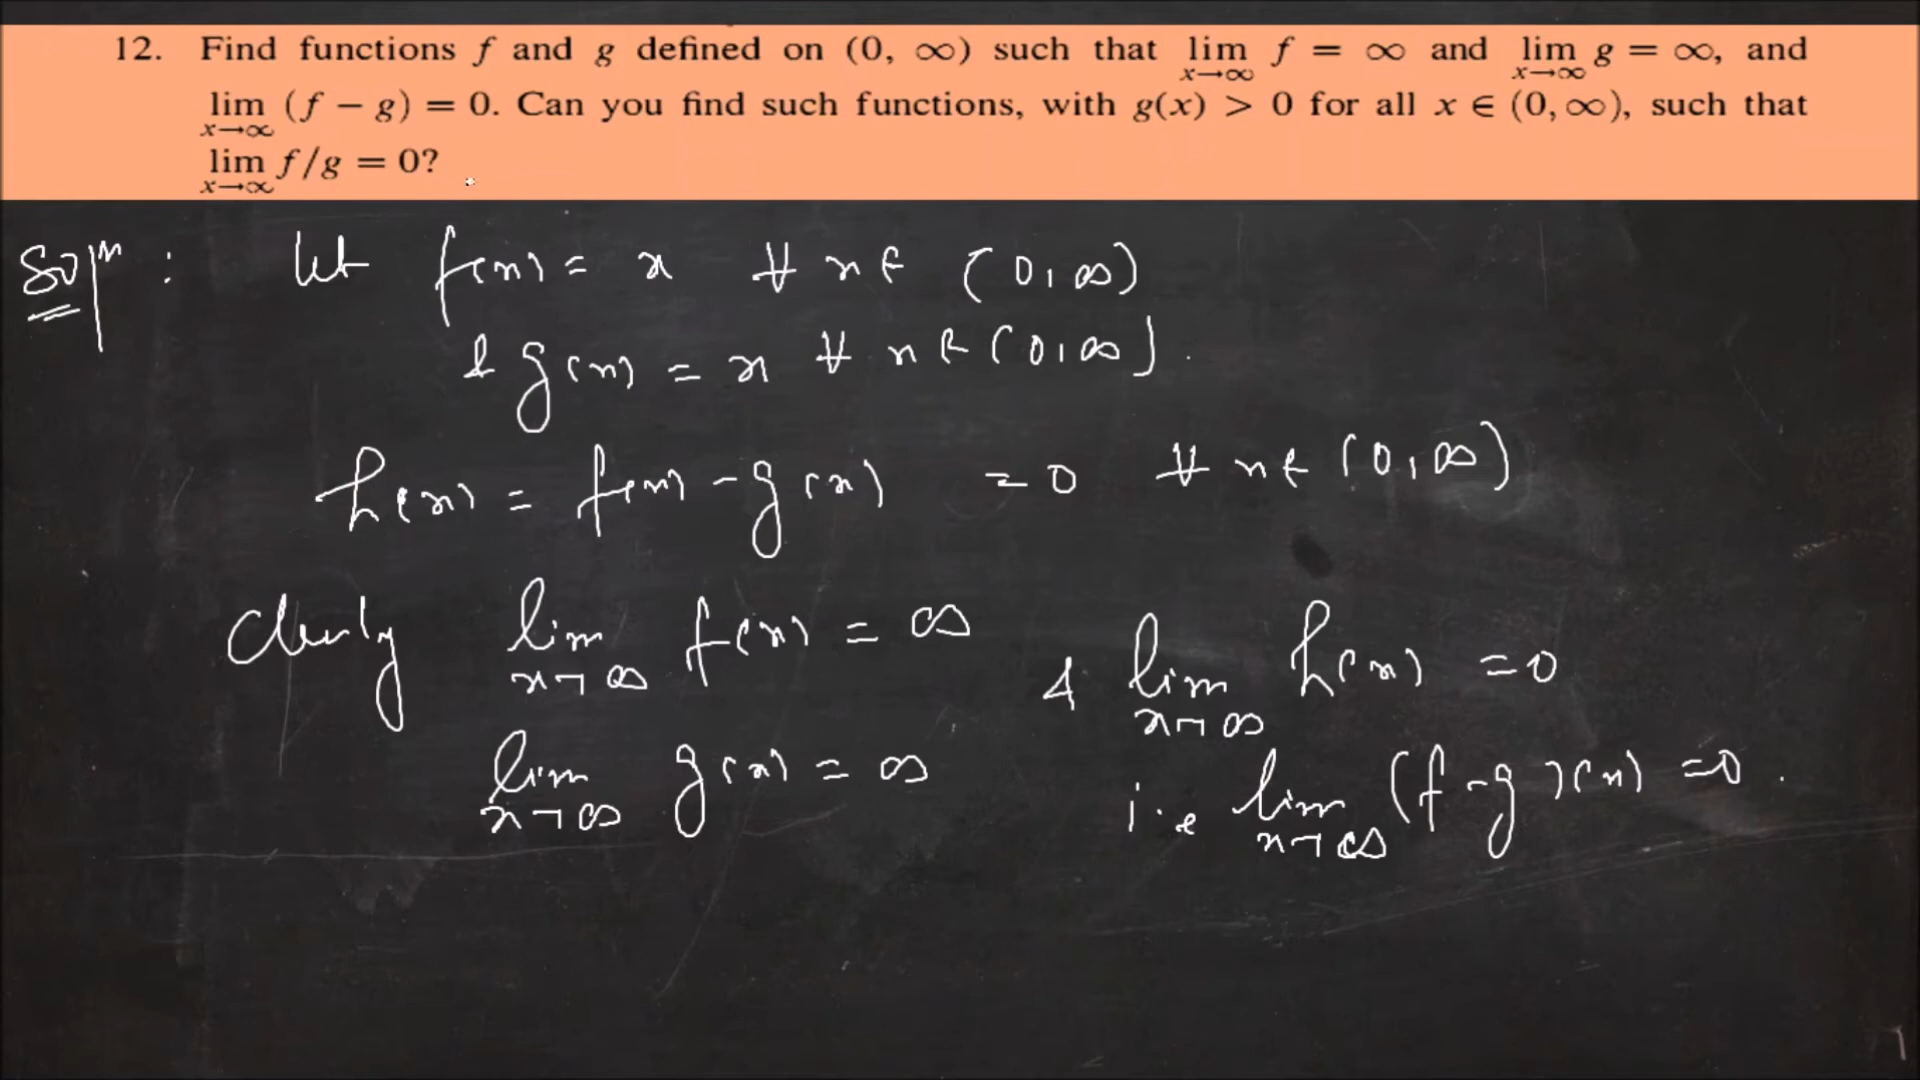 12. Find functions f and g defined on (0, ∞) such that lim x→∞ f = ∞ and lim x→∞ g = ∞, and
lim x→∞ (f − g) = 0. Can you find such functions, with g(x) > 0 for all x ∈ (0, ∞), such that
lim x→∞ f/g = 0?
Solⁿ : let f(x) = x ∀ x ∈ (0, ∞)
& g(x) = x ∀ x ∈ (0, ∞).
h(x) = f(x) - g(x) = 0 ∀ x ∈ (0, ∞)
Clearly lim x→∞ f(x) = ∞ & lim x→∞ h(x) = 0
lim x→∞ g(x) = ∞ i.e lim x→∞ (f - g)(x) = 0.